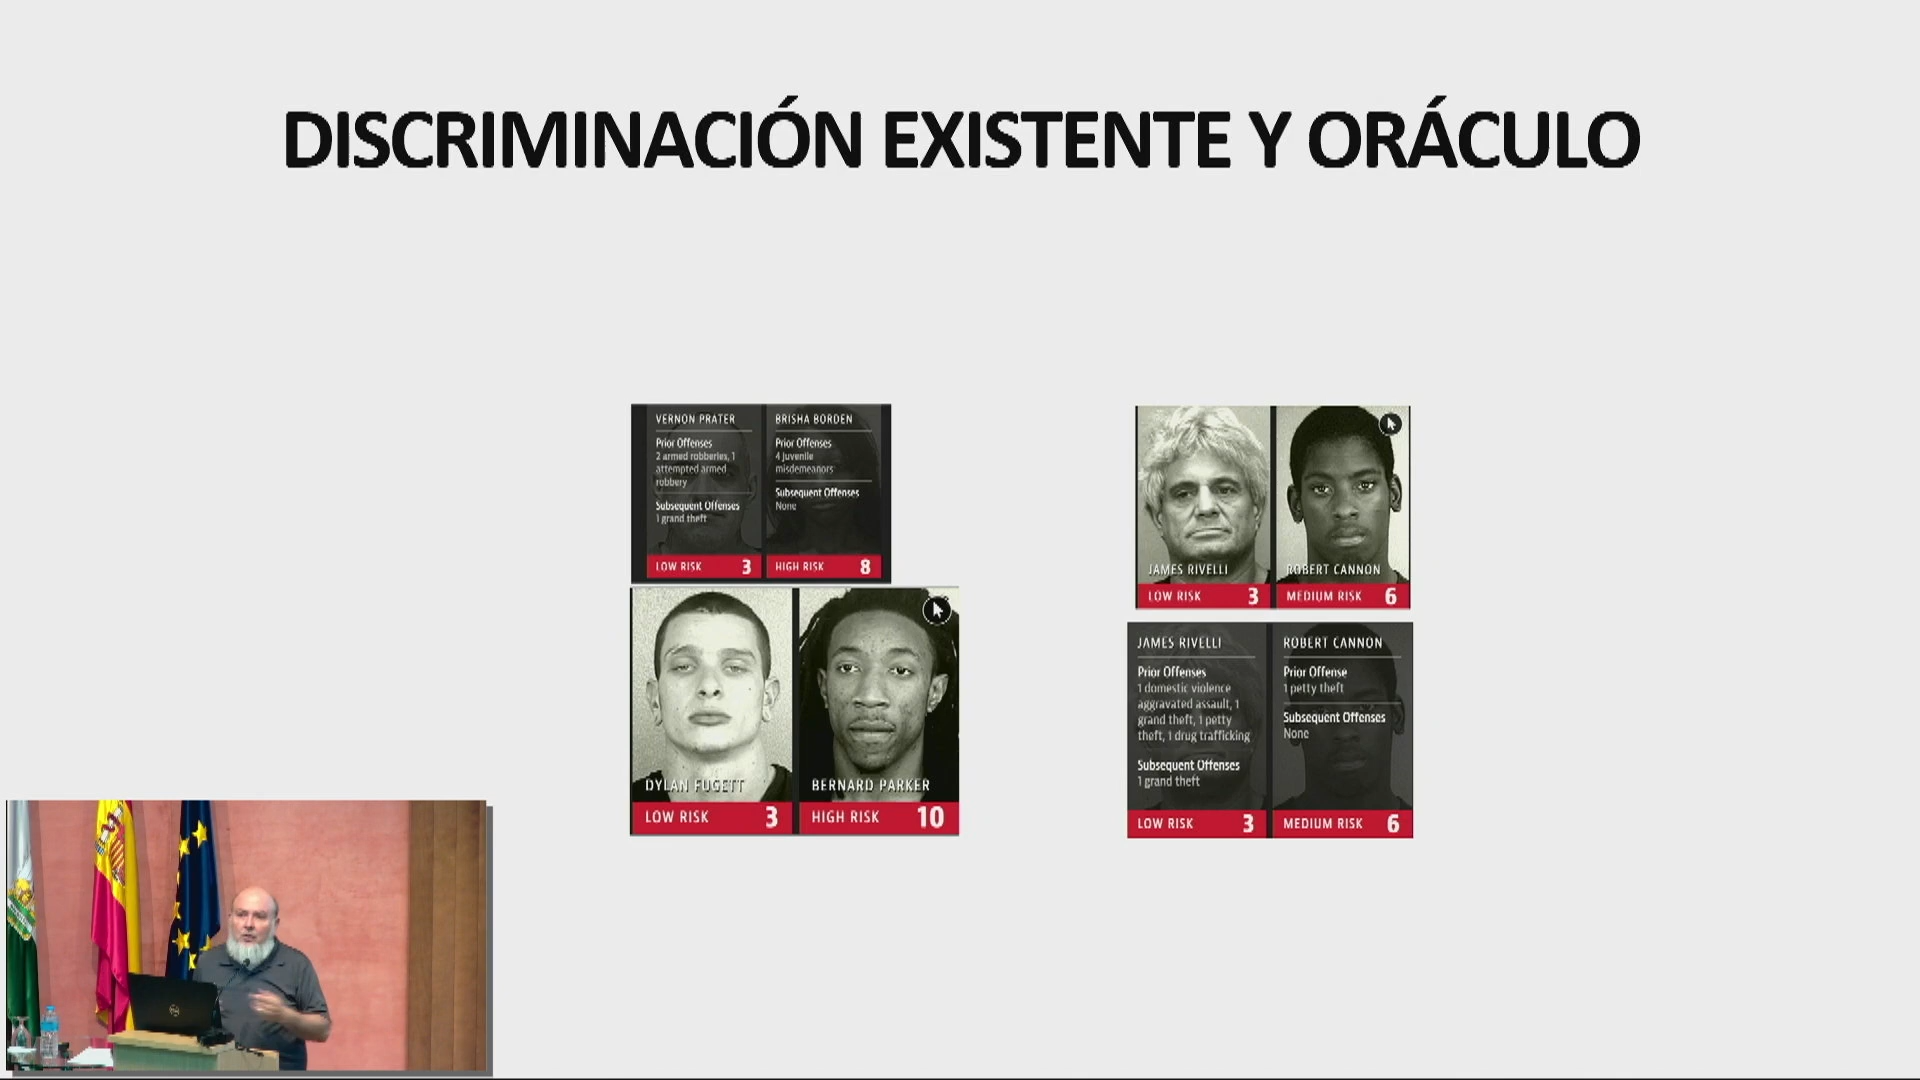 DISCRIMINACIÓN EXISTENTE Y ORÁCULO
VERNON PRATER
Prior Offenses
2 armed robberies, 1
attempted armed
robbery
Subsequent Offenses
1 grand theft
LOW RISK 3
BRISHA BORDEN
Prior Offenses
4 juvenile
misdemeanors
Subsequent Offenses
None
HIGH RISK 8
DYLAN FUGETT
LOW RISK 3
BERNARD PARKER
HIGH RISK 10
JAMES RIVELLI
LOW RISK 3
ROBERT CANNON
MEDIUM RISK 6
JAMES RIVELLI
Prior Offenses
1 domestic violence
aggravated assault, 1
grand theft, 1 petty
theft, 1 drug trafficking
Subsequent Offenses
1 grand theft
LOW RISK 3
ROBERT CANNON
Prior Offense
1 petty theft
Subsequent Offenses
None
MEDIUM RISK 6